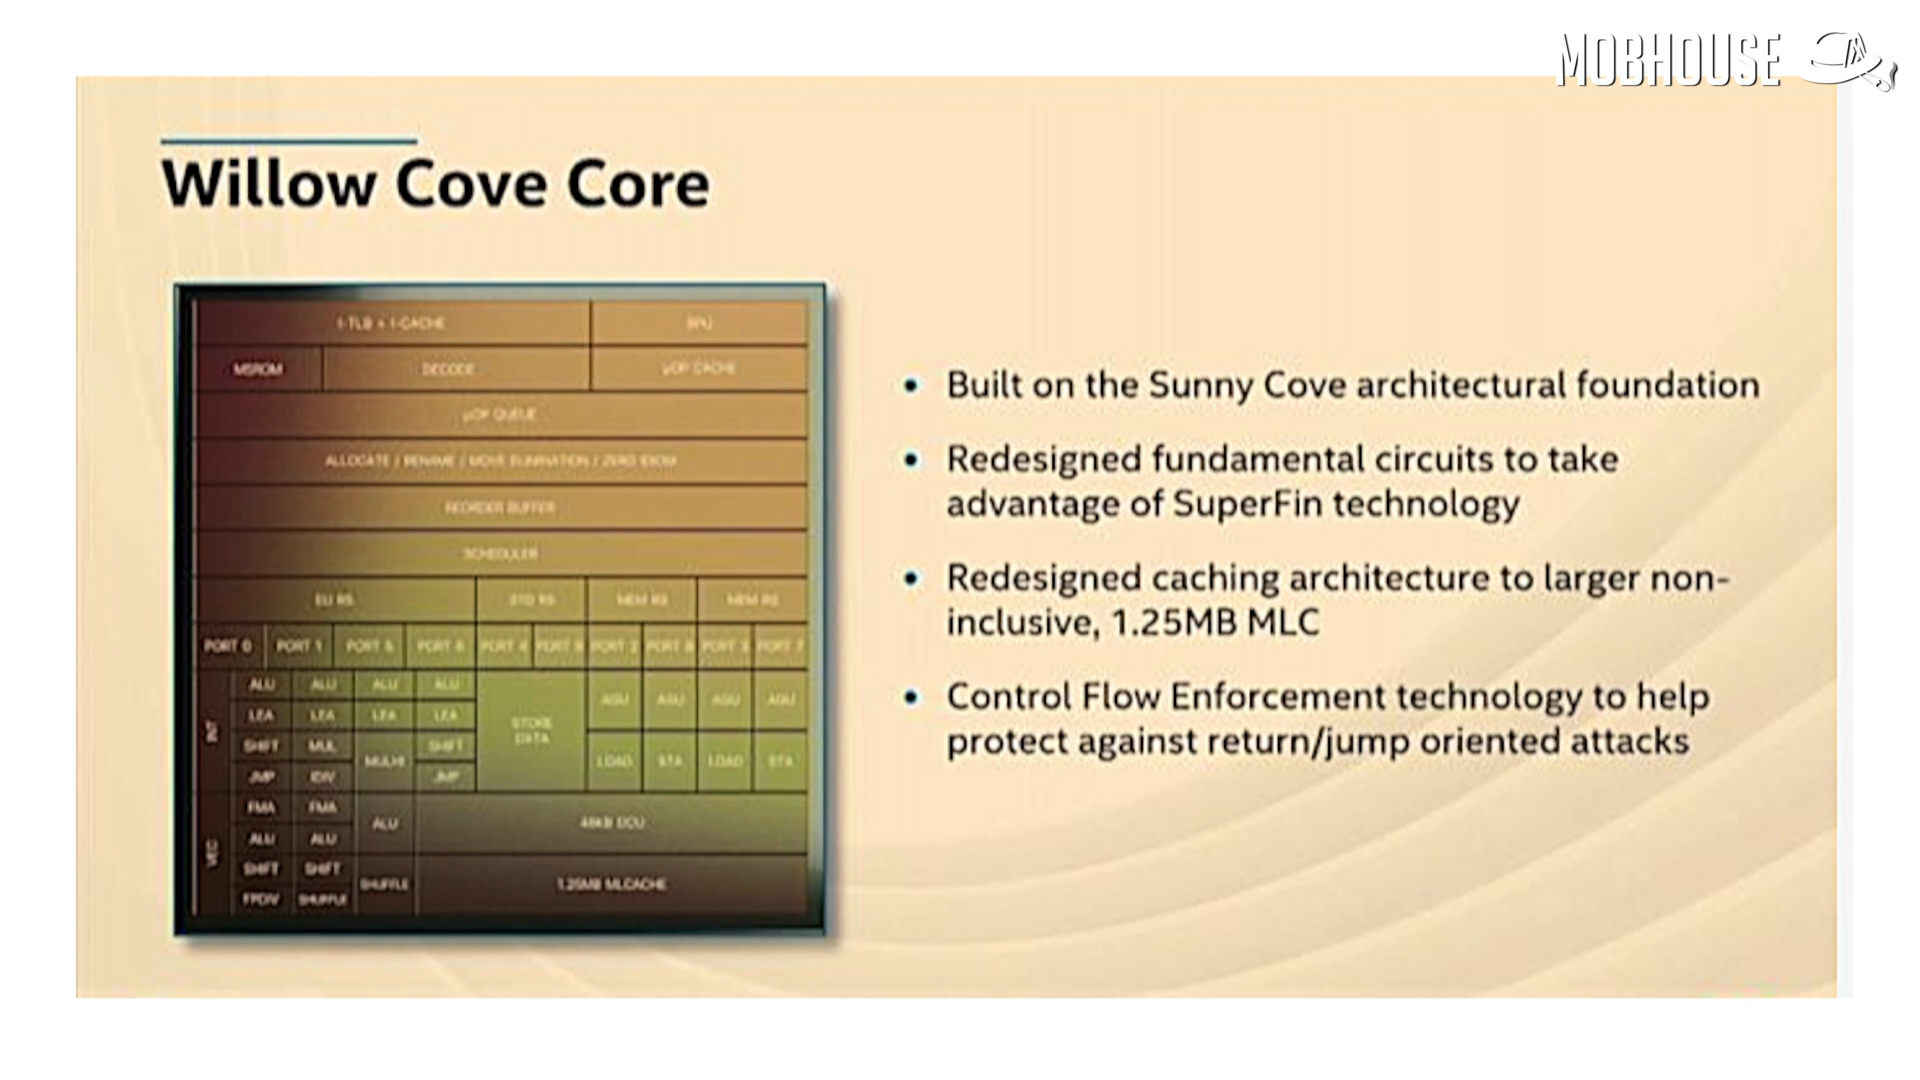 MOBHOUSE
Willow Cove Core
I-TLB + I-CACHE
BPU
MSROM
DECODE
µOP CACHE
µOP QUEUE
ALLOCATE / RENAME / MOVE ELIMINATION / ZERO IDIOM
REORDER BUFFER
SCHEDULER
EU RS
STD RS
MEM RS
MEM RS
PORT 0 PORT 1 PORT 5 PORT 6 PORT 4 PORT 9 PORT 2 PORT 8 PORT 3 PORT 7
INT
ALU ALU ALU ALU
LEA LEA LEA LEA
SHIFT MUL MULHI SHIFT
JMP IDIV JMP
STORE
DATA
AGU AGU AGU AGU
LOAD STA LOAD STA
VEC
FMA FMA
ALU ALU ALU
SHIFT SHIFT
FPDIV SHUFFLE SHUFFLE
48KB DCU
1.25MB MLCACHE
• Built on the Sunny Cove architectural foundation
• Redesigned fundamental circuits to take
advantage of SuperFin technology
• Redesigned caching architecture to larger non-
inclusive, 1.25MB MLC
• Control Flow Enforcement technology to help
protect against return/jump oriented attacks